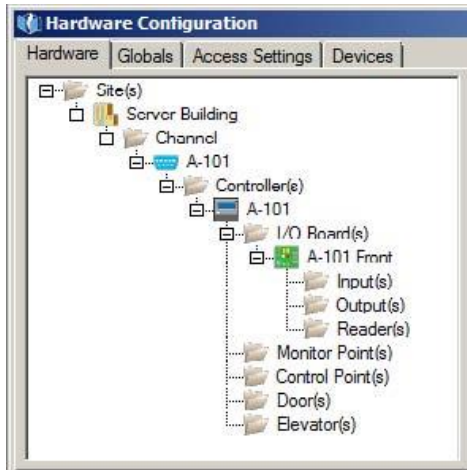 Hardware Configuration
Hardware Globals Access Settings Devices
Site(s)
Server Building
Channel
A-101
Controller(s)
A-101
I/O Board(s)
A-101 Front
Input(s)
Output(s)
Reader(s)
Monitor Point(s)
Control Point(s)
Door(s)
Elevator(s)